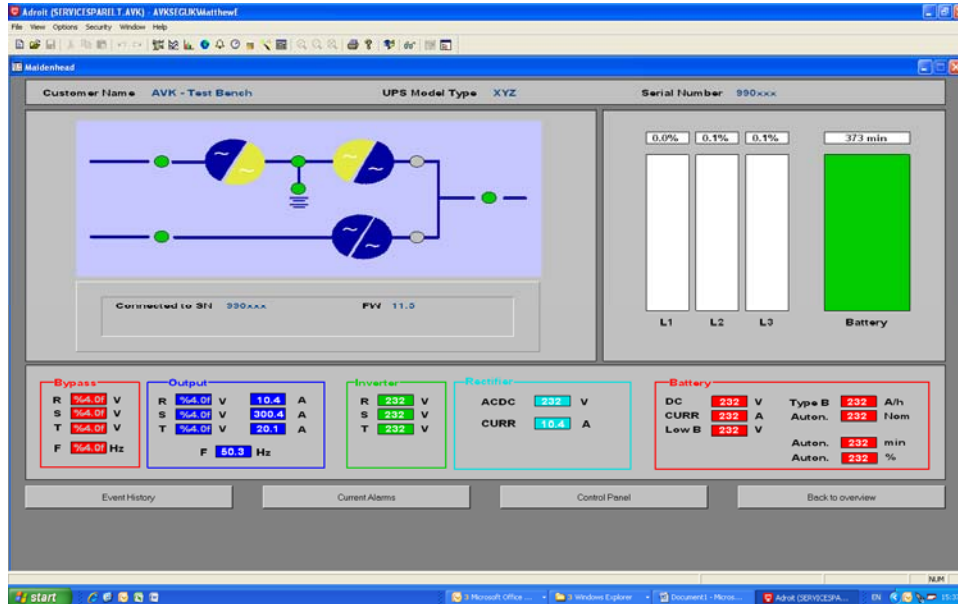 Adroit (SERVICESPARELT.AVK) - AVKSEGUK\MatthewE
File View Options Security Window Help
Maidenhead
Customer Name AVK - Test Bench UPS Model Type XYZ Serial Number 990xxx
0.0% 0.1% 0.1% 373 min
Connected to SN 990xxx FW 11.0
L1 L2 L3 Battery
Bypass Output Inverter Rectifier Battery
R %4.0f V R %4.0f V 10.4 A R 232 V ACDC 232 V DC 232 V Type B 232 A/h
S %4.0f V S %4.0f V 300.4 A S 232 V CURR 10.4 A CURR 232 A Auton. 232 Nom
T %4.0f V T %4.0f V 20.1 A T 232 V Low B 232 V
F %4.0f Hz F 50.3 Hz Auton. 232 min
Auton. 232 %
Event History Current Alarms Control Panel Back to overview
NUM
start 3 Microsoft Office ... 3 Windows Explorer Document1 - Micros... Adroit (SERVICESPA... EN